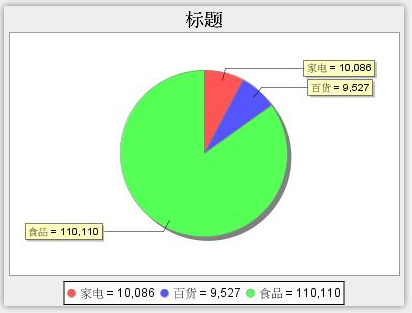 标题
家电 = 10,086
百货 = 9,527
食品 = 110,110
家电 = 10,086 百货 = 9,527 食品 = 110,110